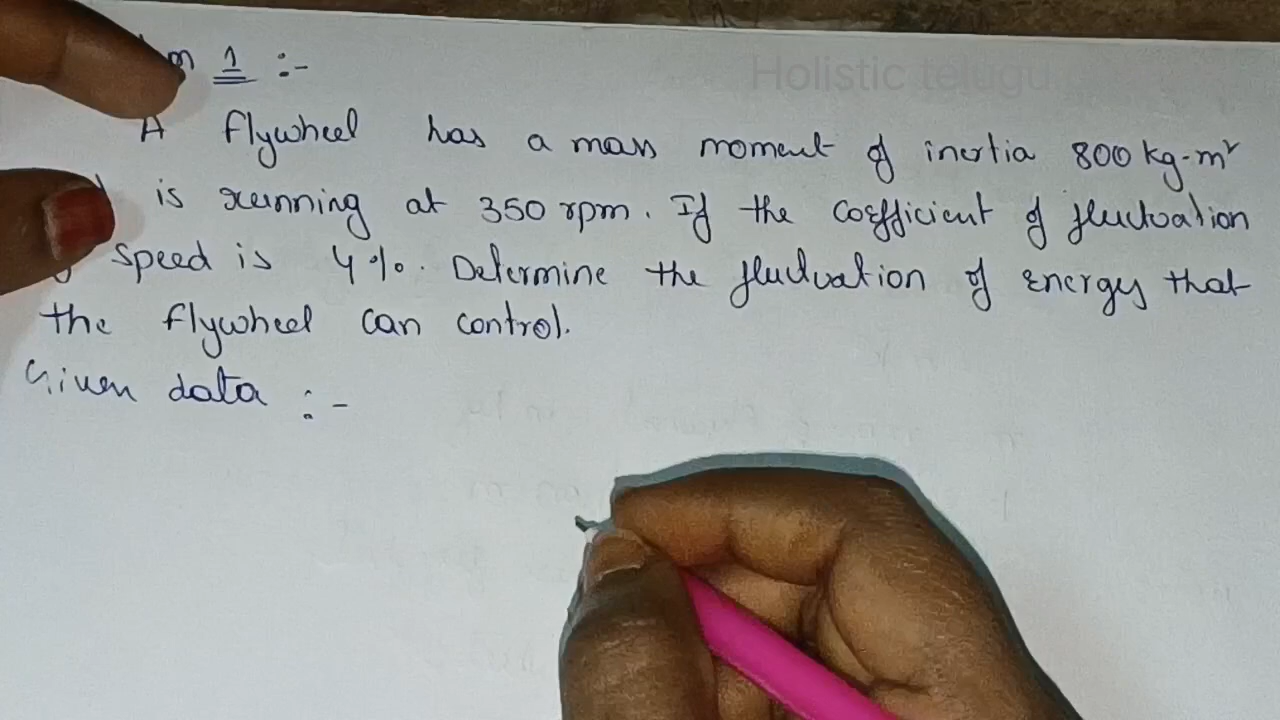 1 :-
Holistic telugu
A flywheel has a mass moment of inertia 800 kg-m²
is running at 350 rpm. If the coefficient of fluctuation
speed is 4%. Determine the fluctuation of energy that
the flywheel can control.
Given data :-